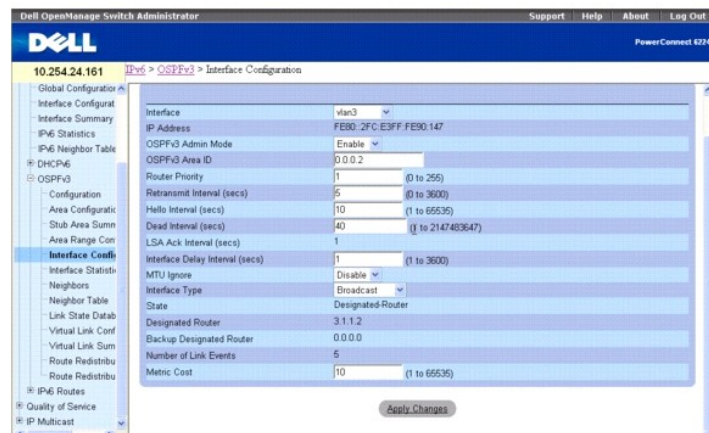 Dell OpenManage Switch Administrator Support Help About Log Out
DELL
PowerConnect 6224
10.254.24.161
IPv6 > OSPFv3 > Interface Configuration
Global Configuration
Interface Configurat
Interface Summary
IPv6 Statistics
IPv6 Neighbor Table
DHCPv6
OSPFv3
Configuration
Area Configuratic
Stub Area Summ
Area Range Con
Interface Config
Interface Statistic
Neighbors
Neighbor Table
Link State Datab
Virtual Link Conf
Virtual Link Sum
Route Redistribu
Route Redistribu
IPv6 Routes
Quality of Service
IP Multicast
Interface vlan3
IP Address FE80::2FC:E3FF:FE90:147
OSPFv3 Admin Mode Enable
OSPFv3 Area ID 0.0.0.2
Router Priority 1 (0 to 255)
Retransmit Interval (secs) 5 (0 to 3600)
Hello Interval (secs) 10 (1 to 65535)
Dead Interval (secs) 40 (1 to 2147483647)
LSA Ack Interval (secs) 1
Interface Delay Interval (secs) 1 (1 to 3600)
MTU Ignore Disable
Interface Type Broadcast
State Designated-Router
Designated Router 3.1.1.2
Backup Designated Router 0.0.0.0
Number of Link Events 5
Metric Cost 10 (1 to 65535)
Apply Changes